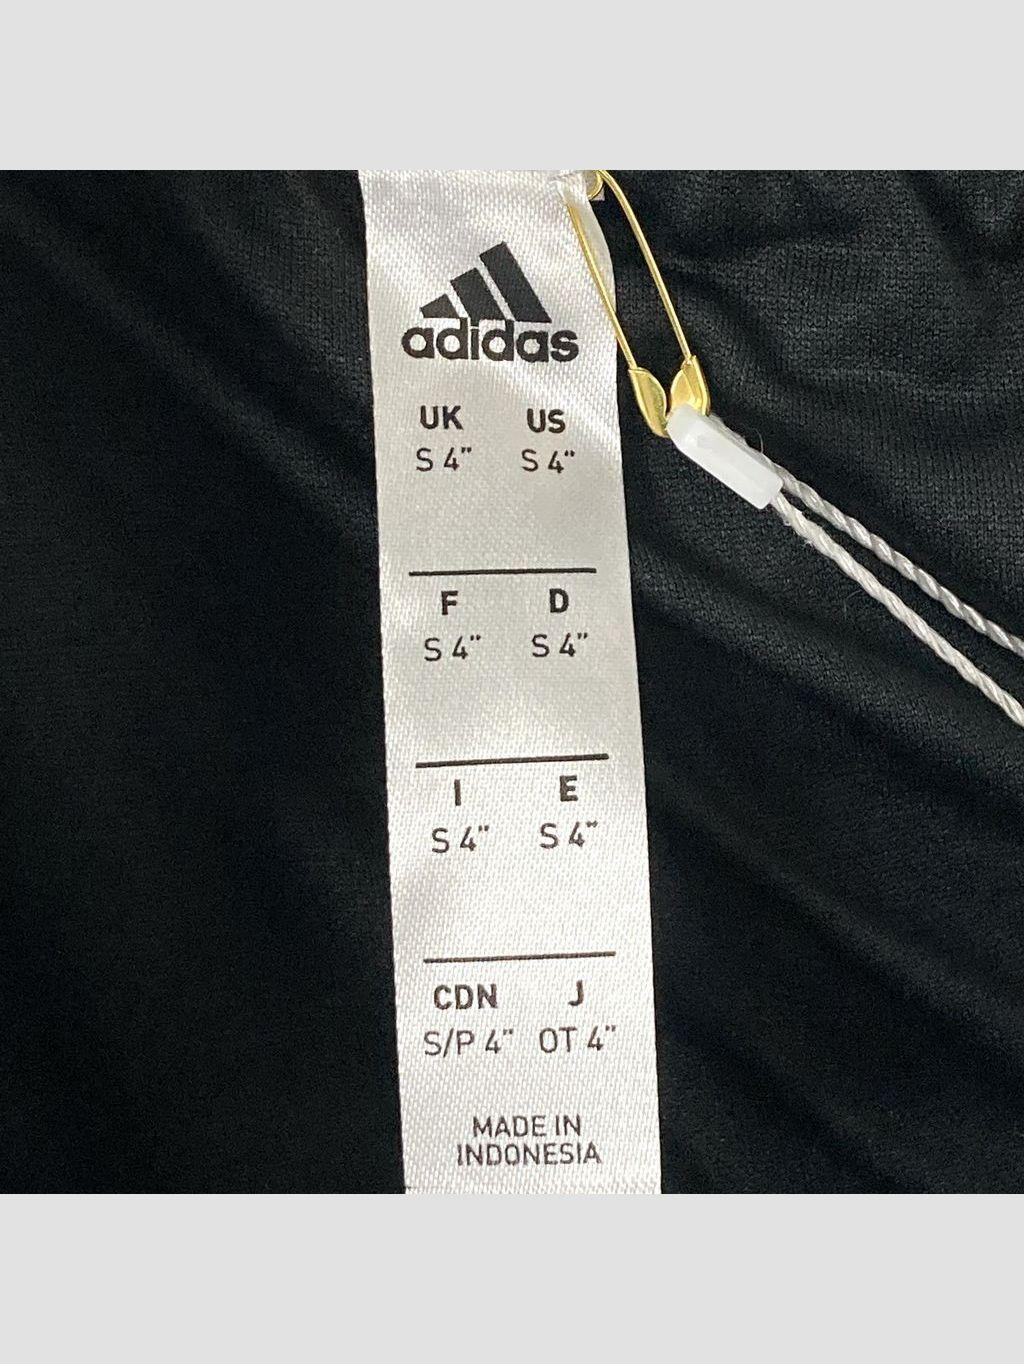 adidas
UK US
S 4" S 4"
F D
S 4" S 4"
I E
S 4" S 4"
CDN J
S/P 4" OT 4"
MADE IN
INDONESIA